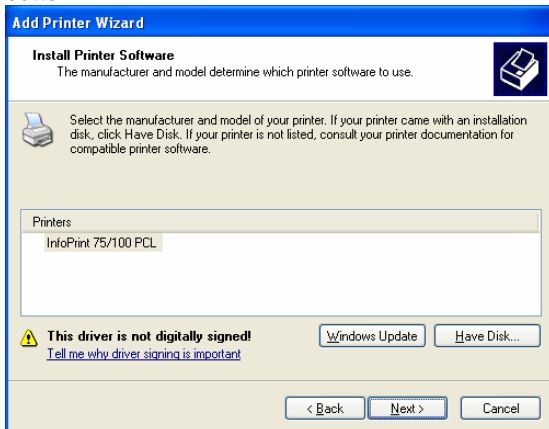 Add Printer Wizard
Install Printer Software
The manufacturer and model determine which printer software to use.
Select the manufacturer and model of your printer. If your printer came with an installation
disk, click Have Disk. If your printer is not listed, consult your printer documentation for
compatible printer software.
Printers
InfoPrint 75/100 PCL
This driver is not digitally signed!
Tell me why driver signing is important
Windows Update
Have Disk...
< Back
Next >
Cancel